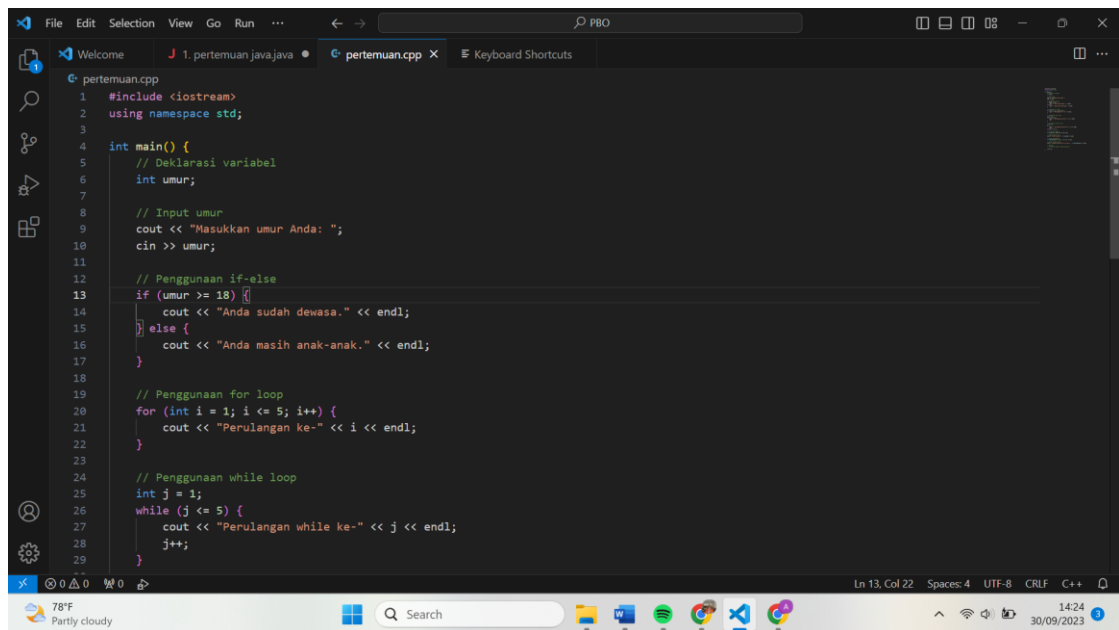 File Edit Selection View Go Run ··· PBO
Welcome J 1. pertemuan java.java pertemuan.cpp Keyboard Shortcuts
pertemuan.cpp
1 #include <iostream>
2 using namespace std;
3
4 int main() {
5 // Deklarasi variabel
6 int umur;
7
8 // Input umur
9 cout << "Masukkan umur Anda: ";
10 cin >> umur;
11
12 // Penggunaan if-else
13 if (umur >= 18) {
14 cout << "Anda sudah dewasa." << endl;
15 } else {
16 cout << "Anda masih anak-anak." << endl;
17 }
18
19 // Penggunaan for loop
20 for (int i = 1; i <= 5; i++) {
21 cout << "Perulangan ke-" << i << endl;
22 }
23
24 // Penggunaan while loop
25 int j = 1;
26 while (j <= 5) {
27 cout << "Perulangan while ke-" << j << endl;
28 j++;
29 }
0 0 0 Ln 13, Col 22 Spaces: 4 UTF-8 CRLF C++
78°F
Partly cloudy
Search
14:24
30/09/2023
3
1